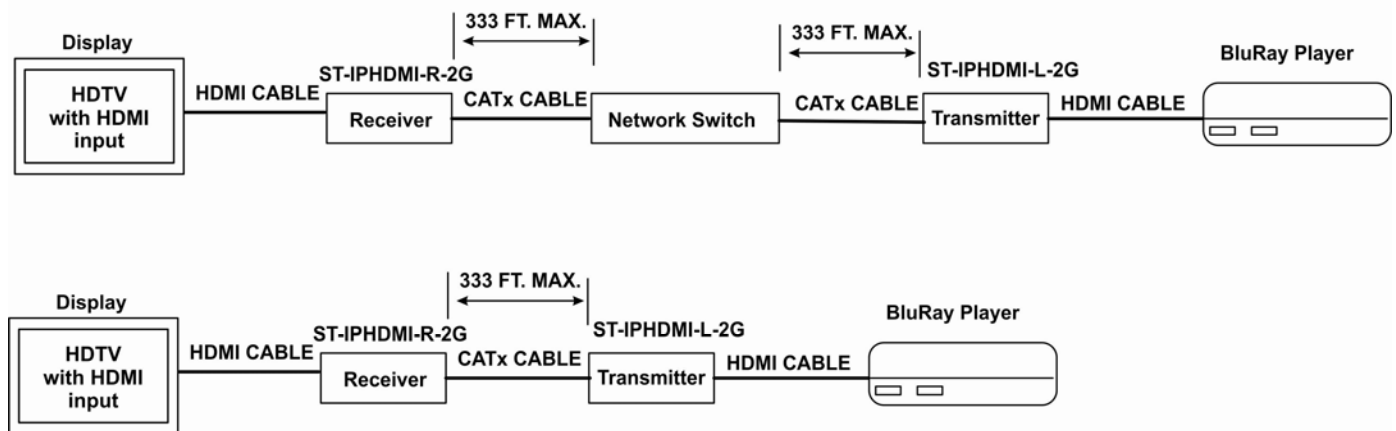 333 FT. MAX.
333 FT. MAX.
Display
BluRay Player
ST-IPHDMI-R-2G
ST-IPHDMI-L-2G
HDTV
with HDMI
input
HDMI CABLE
Receiver
CATx CABLE
Network Switch
CATx CABLE
Transmitter
HDMI CABLE
333 FT. MAX.
Display
BluRay Player
ST-IPHDMI-R-2G
ST-IPHDMI-L-2G
HDTV
with HDMI
input
HDMI CABLE
Receiver
CATx CABLE
Transmitter
HDMI CABLE